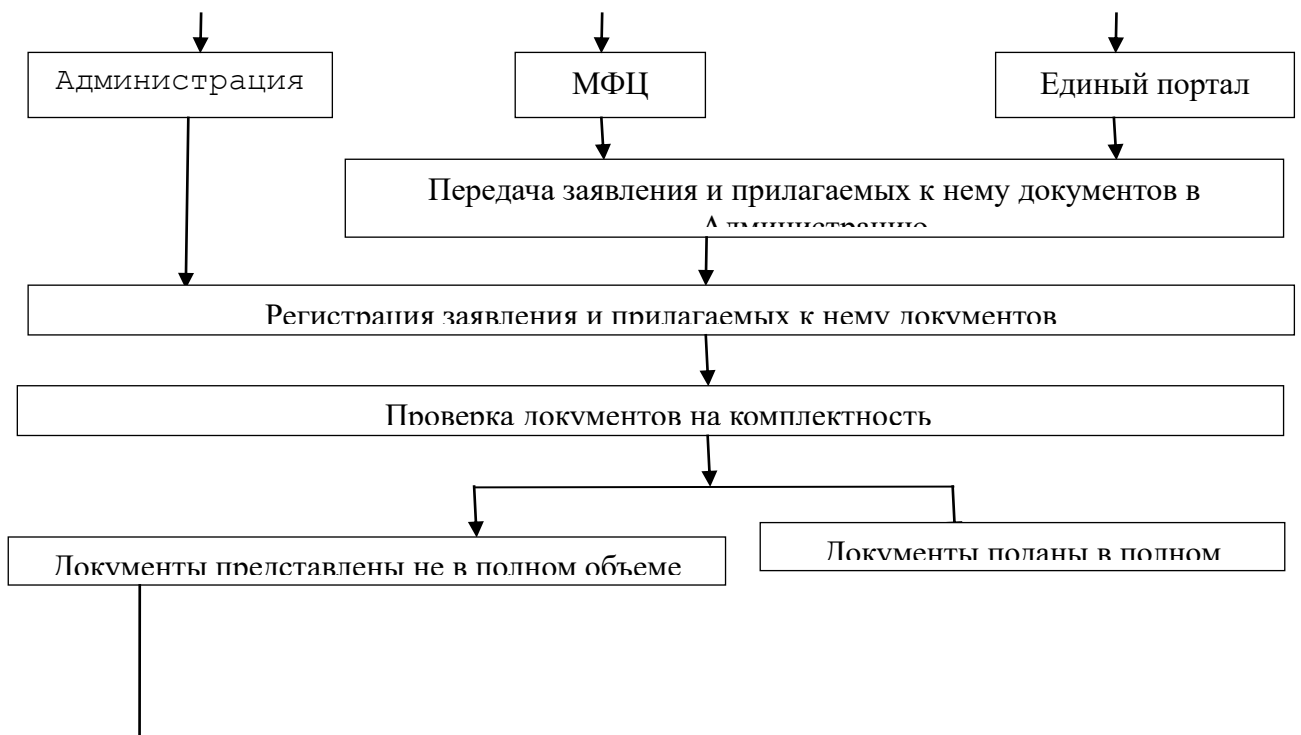 Администрация
МФЦ
Единый портал
Передача заявления и прилагаемых к нему документов в
Администрацию
Регистрация заявления и прилагаемых к нему документов
Проверка документов на комплектность
Документы представлены не в полном объеме
Документы поданы в полном